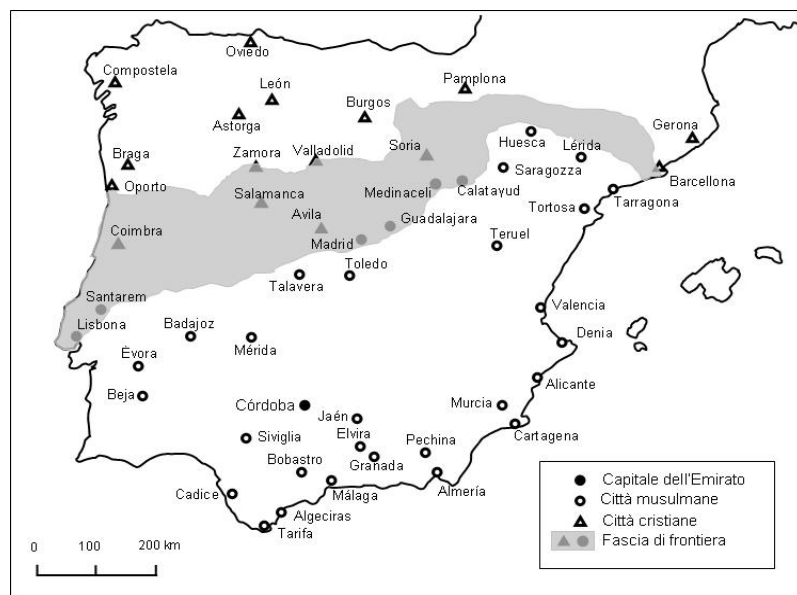 Oviedo
Compostela
León
Pamplona
Burgos
Astorga
Gerona
Huesca
Lérida
Soria
Valladolid
Zamora
Braga
Saragozza
Barcellona
Oporto
Medinaceli
Calatayud
Salamanca
Tarragona
Tortosa
Avila
Guadalajara
Coimbra
Madrid
Teruel
Toledo
Talavera
Santarem
Valencia
Lisbona
Badajoz
Mérida
Denia
Évora
Alicante
Beja
Córdoba
Murcia
Jaén
Cartagena
Siviglia
Elvira
Pechina
Bobastro
Granada
Cadice
Málaga
Almería
Algeciras
Tarifa
Capitale dell'Emirato
Città musulmane
Città cristiane
Fascia di frontiera
0 100 200 km